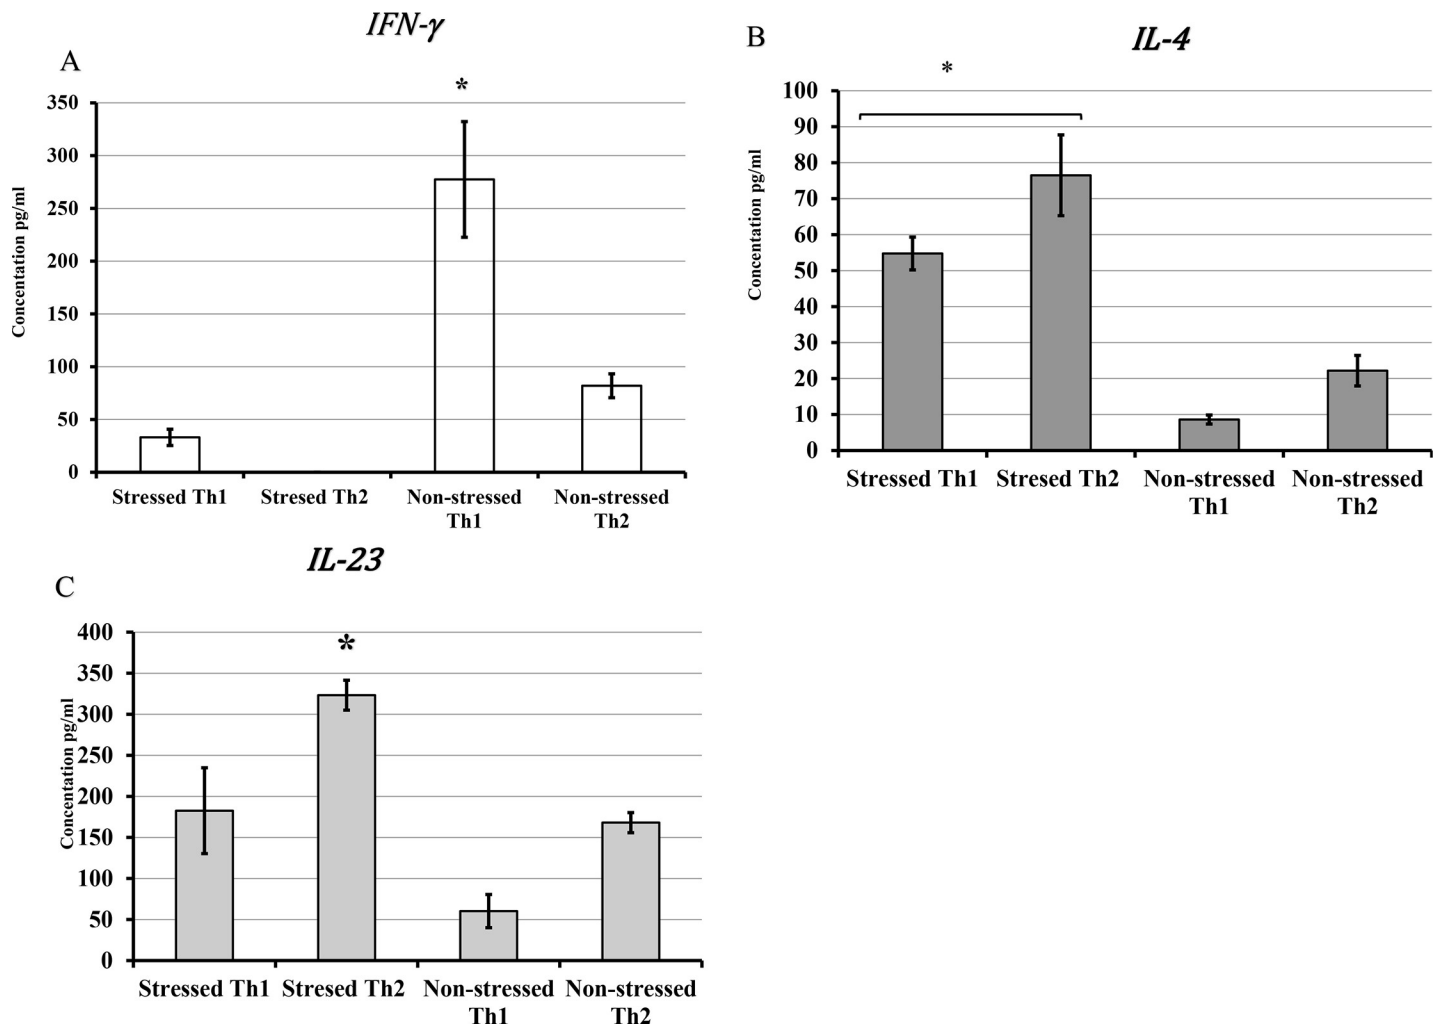 IFN-γ
A
*
350
300
250
200
150
100
50
0
Concentation pg/ml
Stressed Th1
Stresed Th2
Non-stressed
Th1
Non-stressed
Th2
B
IL-4
*
100
90
80
70
60
50
40
30
20
10
0
Concentation pg/ml
Stressed Th1
Stresed Th2
Non-stressed
Th1
Non-stressed
Th2
IL-23
C
*
400
350
300
250
200
150
100
50
0
Concentation pg/ml
Stressed Th1
Stresed Th2
Non-stressed
Th1
Non-stressed
Th2